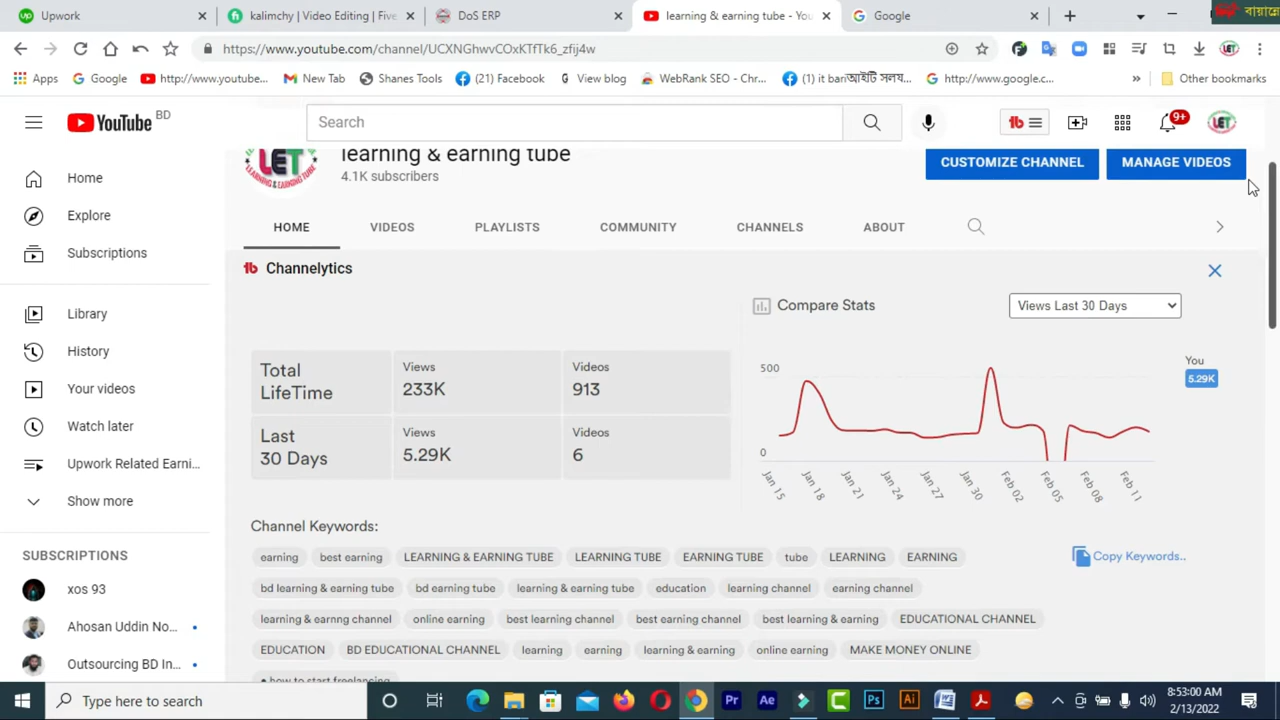 Upwork
kalimchy | Video Editing | Five
DoS ERP
learning & earning tube - You
Google
https://www.youtube.com/channel/UCXNGhwvCOxKTfTk6_zfij4w
Apps
Google
http://www.youtube...
New Tab
Shanes Tools
(21) Facebook
View blog
WebRank SEO - Chr...
http://www.google.c...
»
Other bookmarks
YouTube BD
Search
9+
learning & earning tube
4.1K subscribers
CUSTOMIZE CHANNEL
MANAGE VIDEOS
Home
Explore
Subscriptions
Library
History
Your videos
Watch later
Upwork Related Earni...
Show more
SUBSCRIPTIONS
xos 93
Ahosan Uddin No...
Outsourcing BD In...
HOME VIDEOS PLAYLISTS COMMUNITY CHANNELS ABOUT
Channelytics
Compare Stats
Views Last 30 Days
Total LifeTime
Views
233K
Videos
913
Last 30 Days
Views
5.29K
Videos
6
500
0
Jan 15 Jan 18 Jan 21 Jan 24 Jan 27 Jan 30 Feb 02 Feb 05 Feb 08 Feb 11
You
5.29K
Channel Keywords:
Copy Keywords..
earning best earning LEARNING & EARNING TUBE LEARNING TUBE EARNING TUBE tube LEARNING EARNING
bd learning & earning tube bd earning tube learning & earning tube education learning channel earning channel
learning & earnng channel online earning best learning channel best earning channel best learning & earning EDUCATIONAL CHANNEL
EDUCATION BD EDUCATIONAL CHANNEL learning earning learning & earning online earning MAKE MONEY ONLINE
• how to start freelancing
Type here to search
8:53:00 AM
2/13/2022